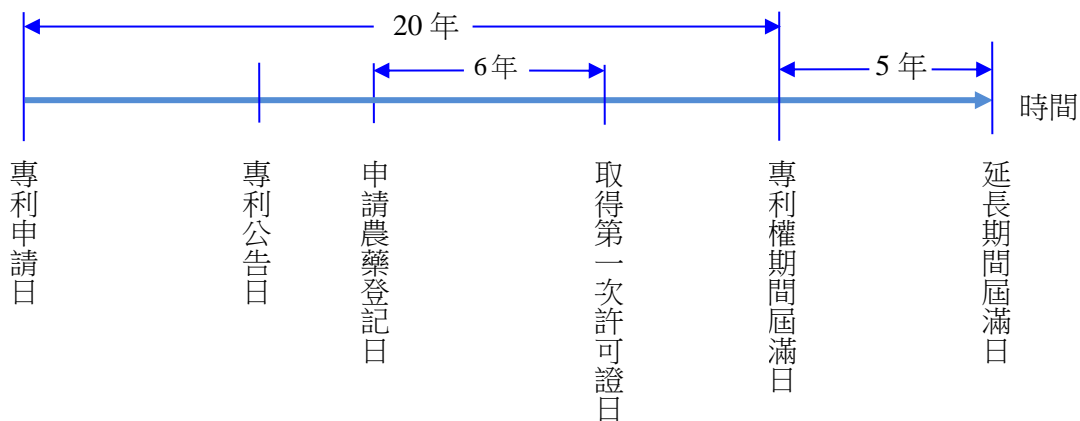 20 年
6年
5 年
時間
專利申請日
專利公告日
申請農藥登記日
取得第一次許可證日
專利權期間屆滿日
延長期間屆滿日